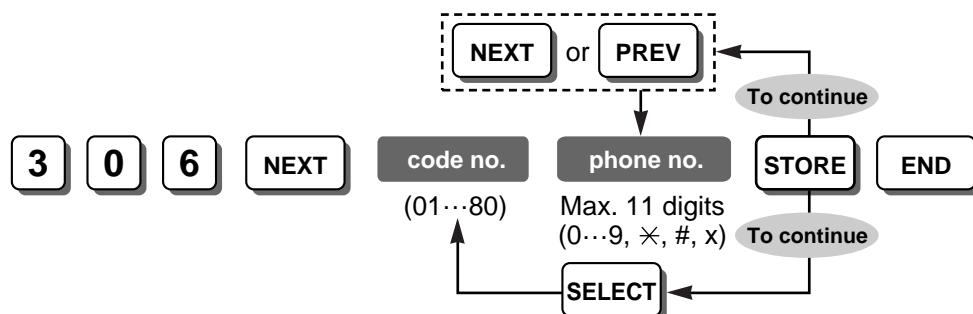 NEXT or PREV
To continue
3 0 6 NEXT code no. phone no. STORE END
(01···80) Max. 11 digits
(0···9, ✳, #, x) To continue
SELECT